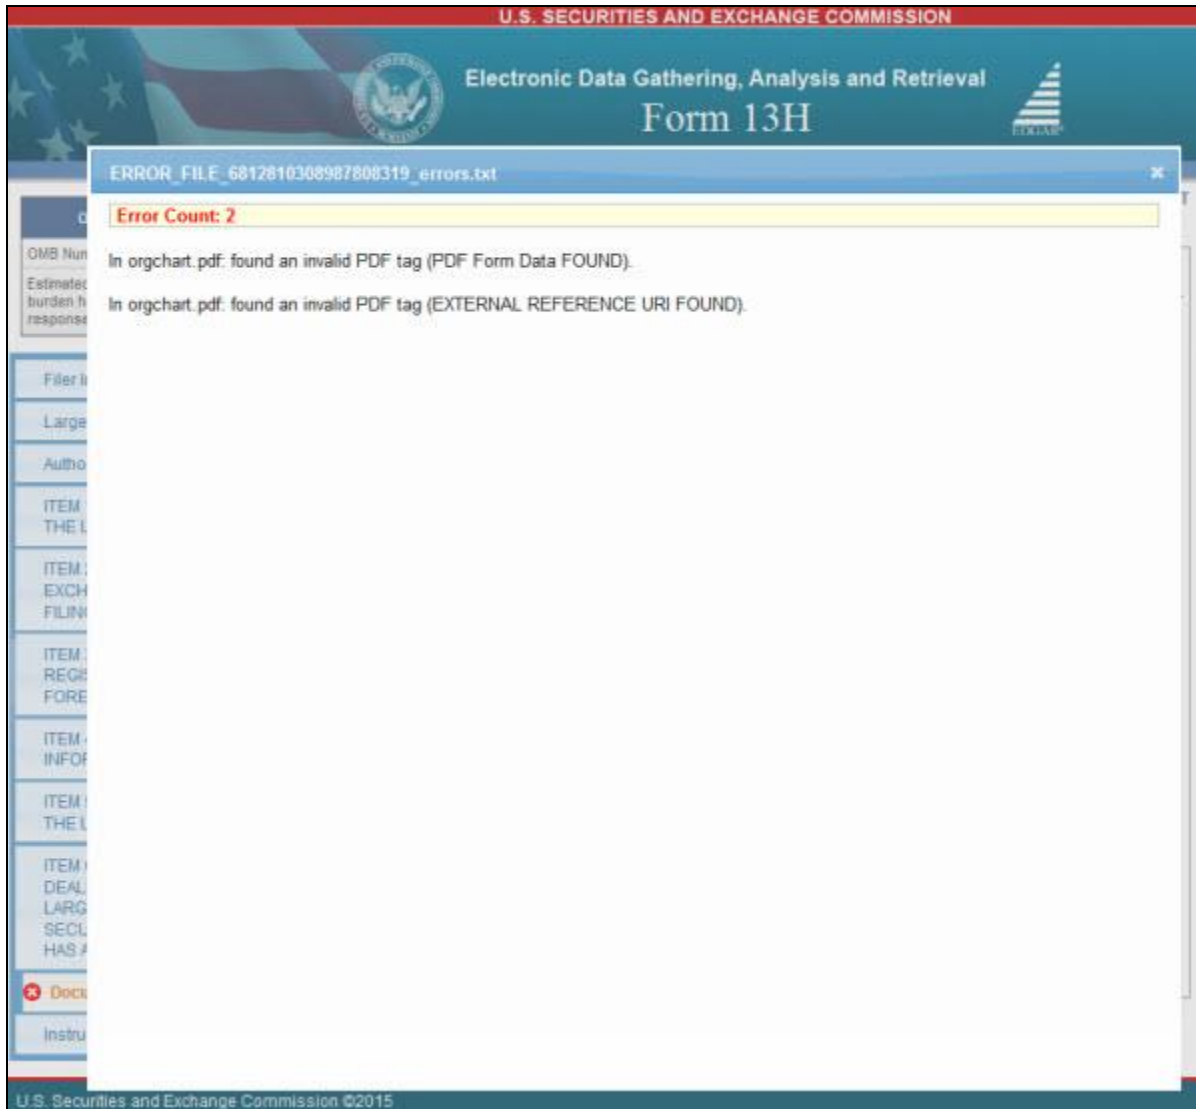 U.S. SECURITIES AND EXCHANGE COMMISSION
Electronic Data Gathering, Analysis and Retrieval
Form 13H
EDGAR®
ERROR_FILE_6812810308987808319_errors.txt
Error Count: 2
OMB Num
In orgchart.pdf: found an invalid PDF tag (PDF Form Data FOUND).
Estimated
burden h
response
In orgchart.pdf: found an invalid PDF tag (EXTERNAL REFERENCE URI FOUND).
Filer I
Large
Autho
ITEM
THE L
ITEM
EXCH
FILING
ITEM
REGIS
FORE
ITEM
INFOR
ITEM
THE L
ITEM
DEAL
LARG
SECU
HAS A
Docu
Instru
U.S. Securities and Exchange Commission ©2015